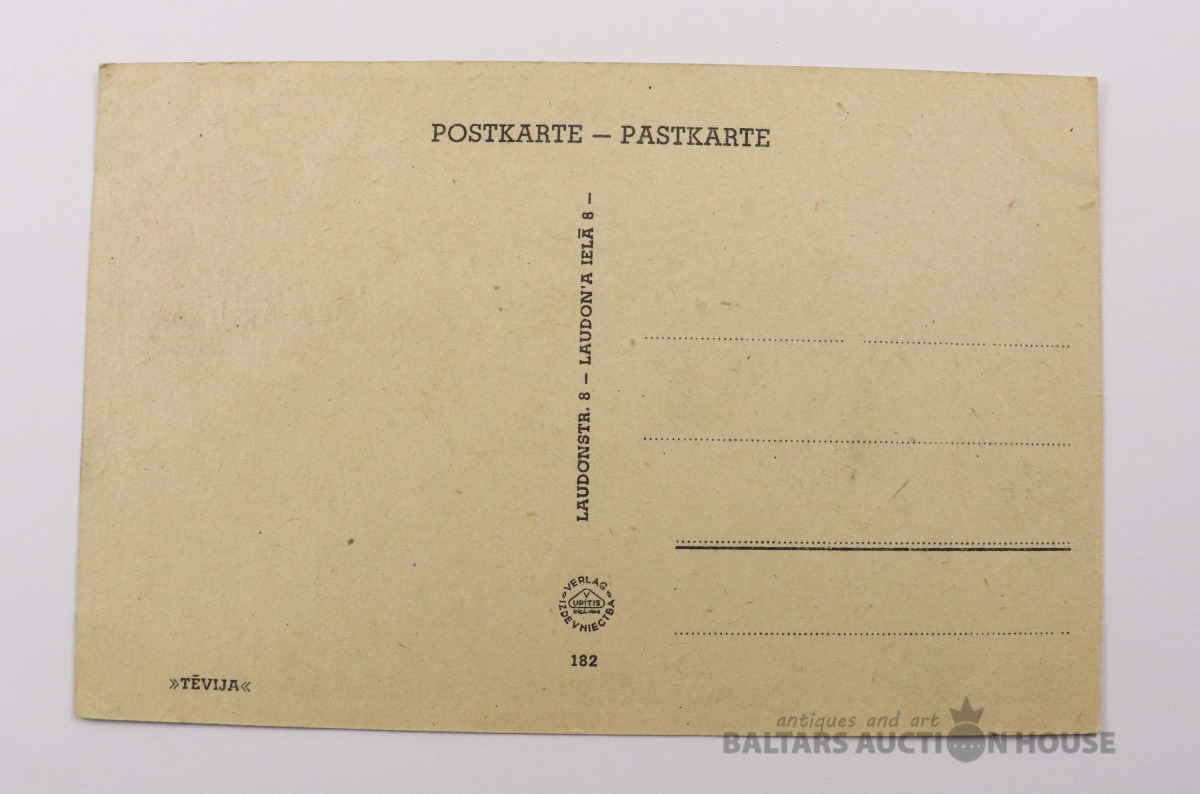 POSTKARTE — PASTKARTE
LAUDONSTR. 8 — LAUDON'A IELĀ 8 —
VERLAG
V
UPĪTIS
IZDEVNIECĪBA
182
»TĒVIJA«
antiques and art
BALTARS AUCTION HOUSE